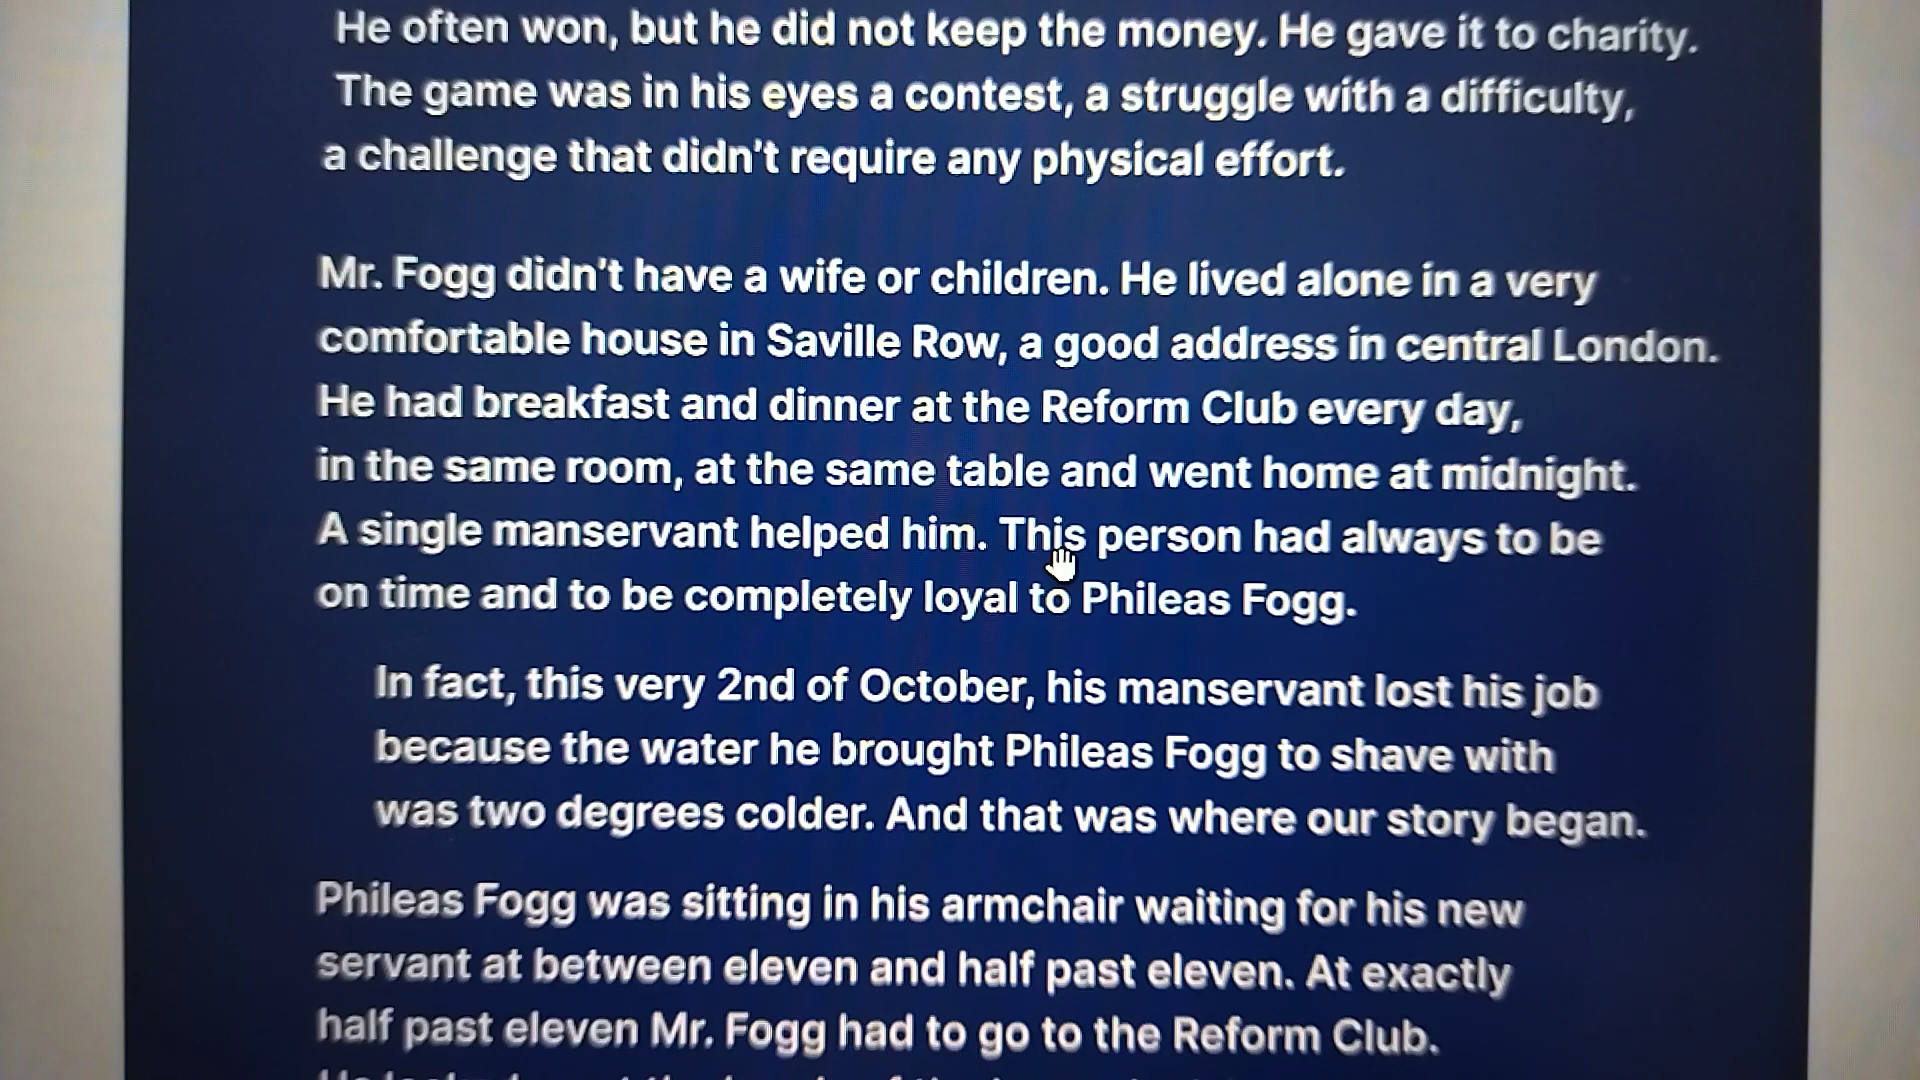 He often won, but he did not keep the money. He gave it to charity.
The game was in his eyes a contest, a struggle with a difficulty,
a challenge that didn't require any physical effort.
Mr. Fogg didn't have a wife or children. He lived alone in a very
comfortable house in Saville Row, a good address in central London.
He had breakfast and dinner at the Reform Club every day,
in the same room, at the same table and went home at midnight.
A single manservant helped him. This person had always to be
on time and to be completely loyal to Phileas Fogg.
In fact, this very 2nd of October, his manservant lost his job
because the water he brought Phileas Fogg to shave with
was two degrees colder. And that was where our story began.
Phileas Fogg was sitting in his armchair waiting for his new
servant at between eleven and half past eleven. At exactly
half past eleven Mr. Fogg had to go to the Reform Club.